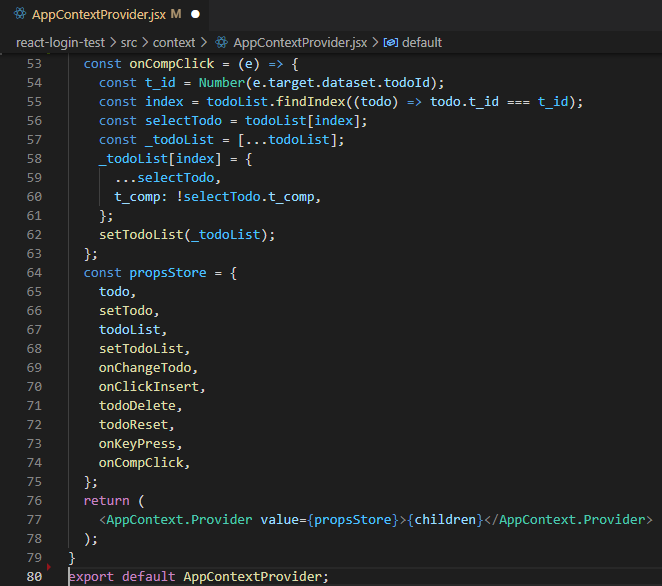 AppContextProvider.jsx M
react-login-test > src > context > AppContextProvider.jsx > default
53 const onCompClick = (e) => {
54 const t_id = Number(e.target.dataset.todoId);
55 const index = todoList.findIndex((todo) => todo.t_id === t_id);
56 const selectTodo = todoList[index];
57 const _todoList = [...todoList];
58 _todoList[index] = {
59 ...selectTodo,
60 t_comp: !selectTodo.t_comp,
61 };
62 setTodoList(_todoList);
63 };
64 const propsStore = {
65 todo,
66 setTodo,
67 todoList,
68 setTodoList,
69 onChangeTodo,
70 onClickInsert,
71 todoDelete,
72 todoReset,
73 onKeyPress,
74 onCompClick,
75 };
76 return (
77 <AppContext.Provider value={propsStore}>{children}</AppContext.Provider>
78 );
79 }
80 export default AppContextProvider;